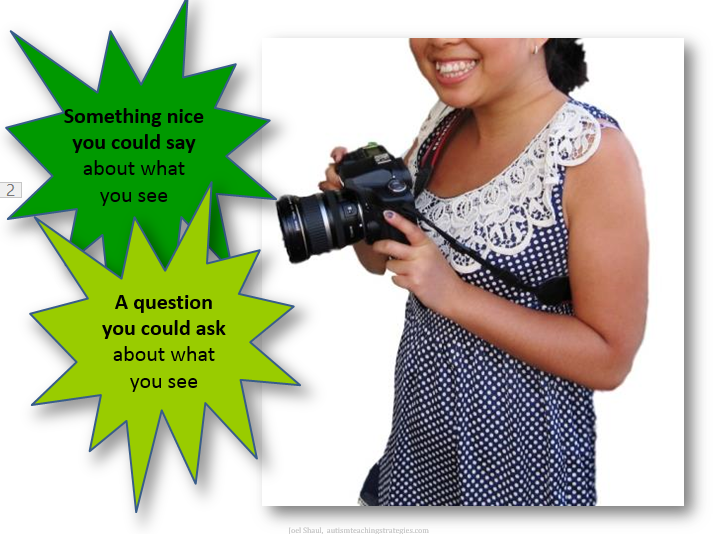 Something nice
you could say
about what
you see
2
A question
you could ask
about what
you see
Joel Shaul, autismteachingstrategies.com